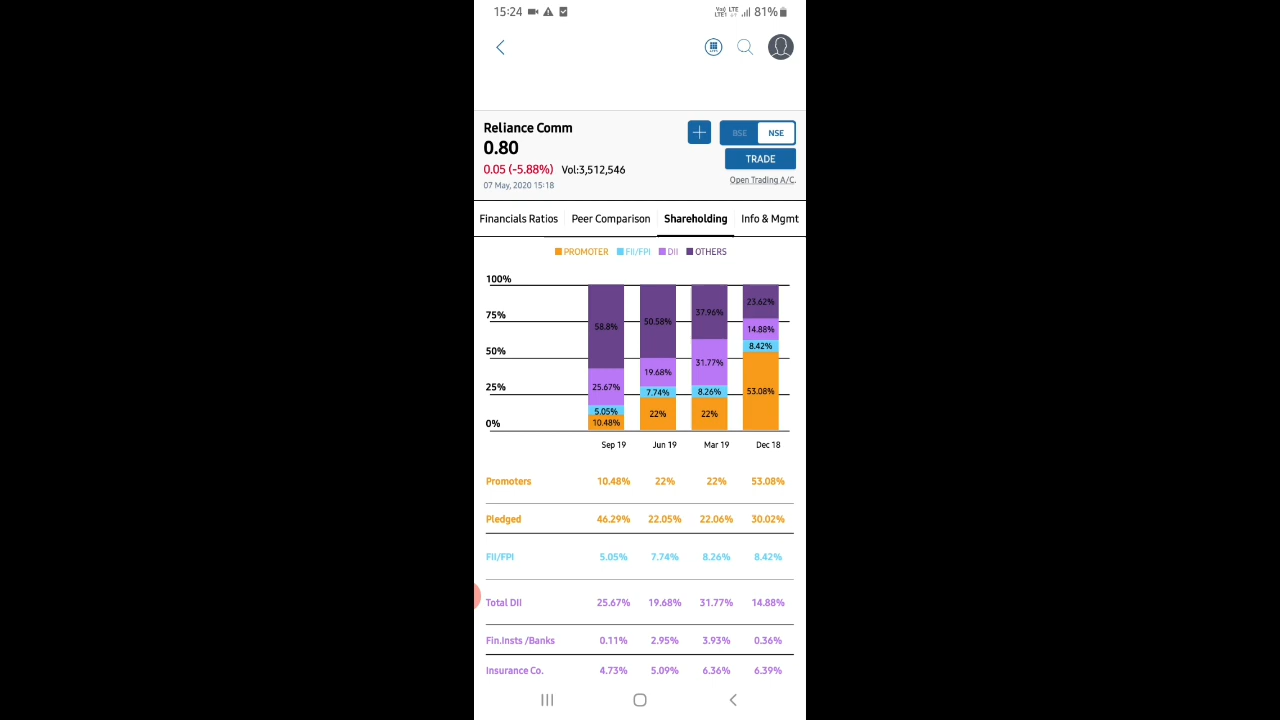 15:24 Vo)) LTE LTE1 81%
Reliance Comm
0.80
0.05 (-5.88%) Vol:3,512,546
07 May, 2020 15:18
BSE NSE
TRADE
Open Trading A/C.
Financials Ratios Peer Comparison Shareholding Info & Mgmt
PROMOTER FII/FPI DII OTHERS
100%
75%
50%
25%
0%
58.8% 50.58% 37.96% 23.62%
25.67% 19.68% 31.77% 14.88%
5.05% 7.74% 8.26% 8.42%
10.48% 22% 22% 53.08%
Sep 19 Jun 19 Mar 19 Dec 18
Promoters 10.48% 22% 22% 53.08%
Pledged 46.29% 22.05% 22.06% 30.02%
FII/FPI 5.05% 7.74% 8.26% 8.42%
Total DII 25.67% 19.68% 31.77% 14.88%
Fin.Insts /Banks 0.11% 2.95% 3.93% 0.36%
Insurance Co. 4.73% 5.09% 6.36% 6.39%